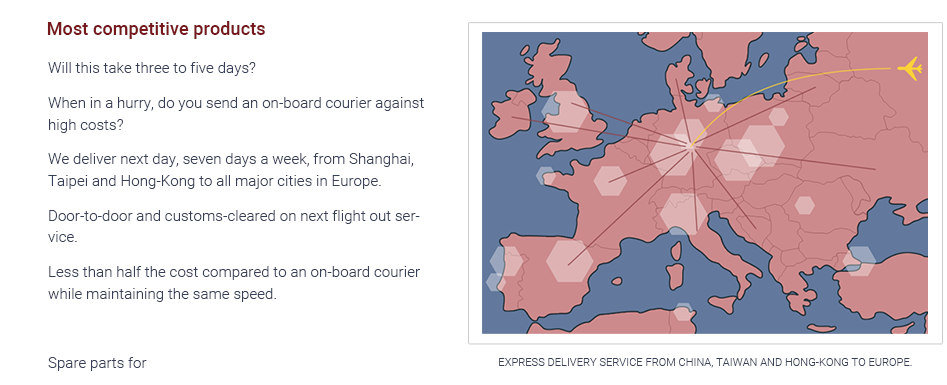 Most competitive products
Will this take three to five days?
When in a hurry, do you send an on-board courier against
high costs?
We deliver next day, seven days a week, from Shanghai,
Taipei and Hong-Kong to all major cities in Europe.
Door-to-door and customs-cleared on next flight out ser-
vice.
Less than half the cost compared to an on-board courier
while maintaining the same speed.
Spare parts for
EXPRESS DELIVERY SERVICE FROM CHINA, TAIWAN AND HONG-KONG TO EUROPE.